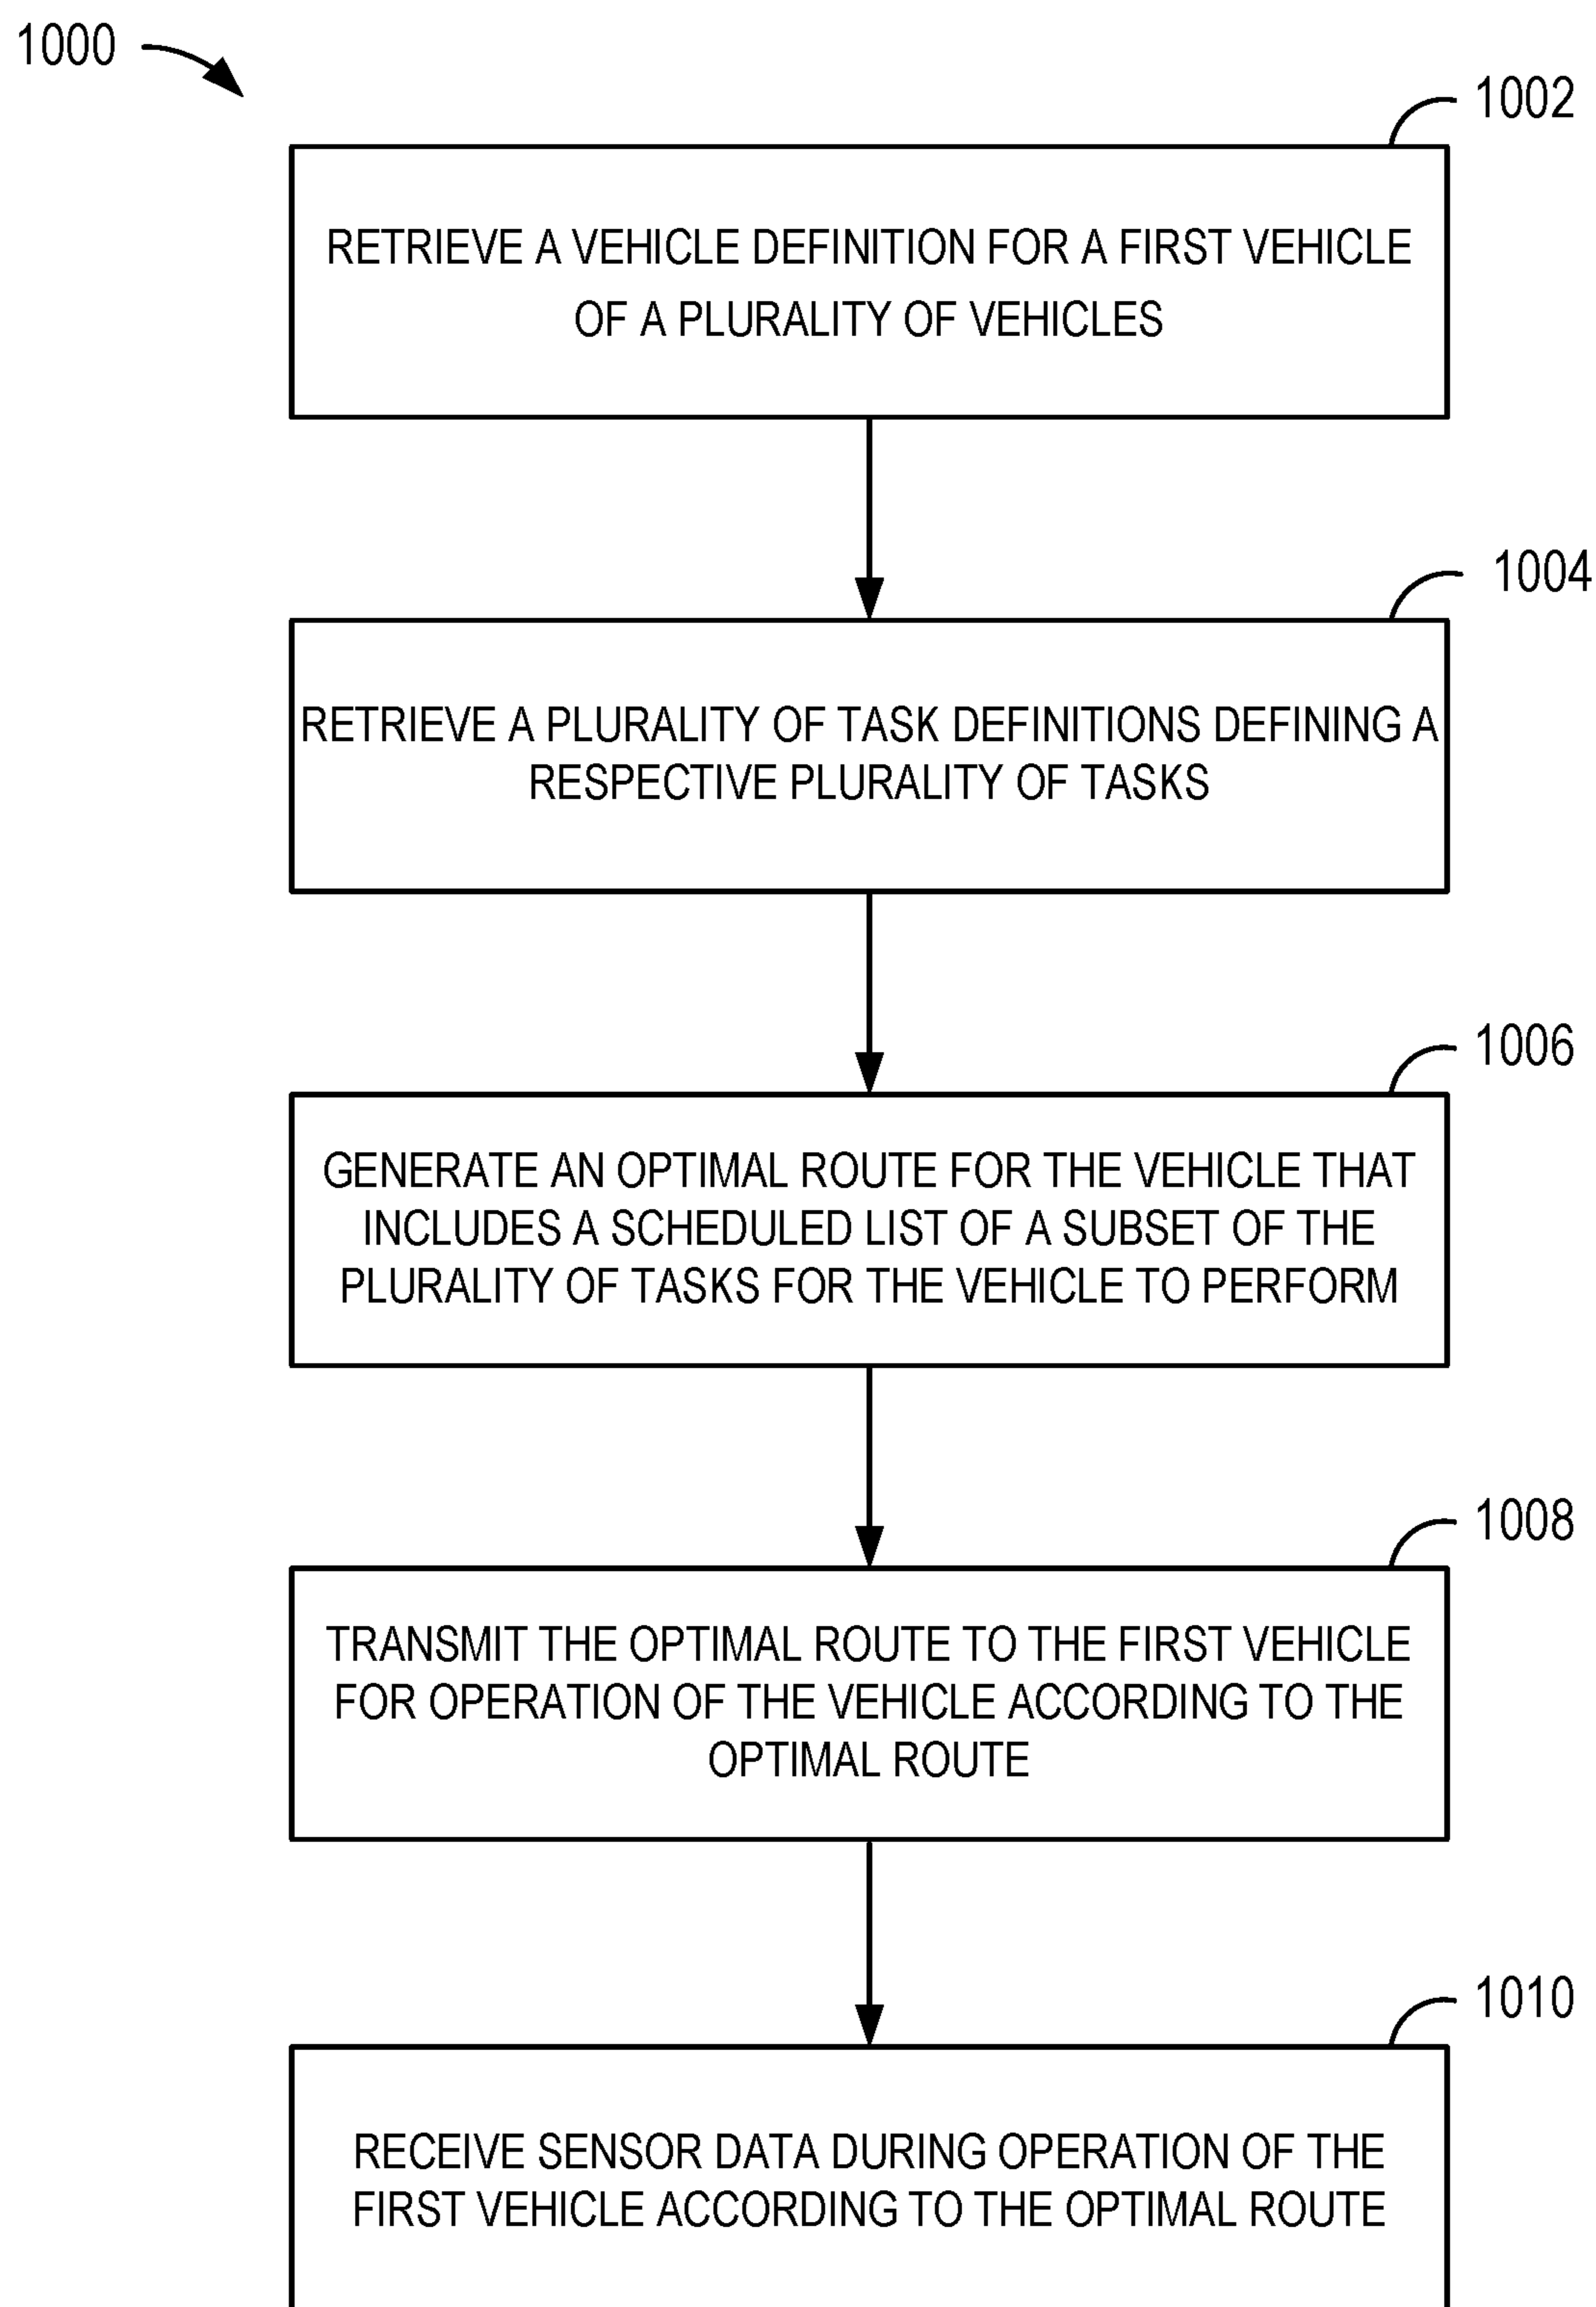 1000
1002
RETRIEVE A VEHICLE DEFINITION FOR A FIRST VEHICLE
OF A PLURALITY OF VEHICLES
1004
RETRIEVE A PLURALITY OF TASK DEFINITIONS DEFINING A
RESPECTIVE PLURALITY OF TASKS
1006
GENERATE AN OPTIMAL ROUTE FOR THE VEHICLE THAT
INCLUDES A SCHEDULED LIST OF A SUBSET OF THE
PLURALITY OF TASKS FOR THE VEHICLE TO PERFORM
1008
TRANSMIT THE OPTIMAL ROUTE TO THE FIRST VEHICLE
FOR OPERATION OF THE VEHICLE ACCORDING TO THE
OPTIMAL ROUTE
1010
RECEIVE SENSOR DATA DURING OPERATION OF THE
FIRST VEHICLE ACCORDING TO THE OPTIMAL ROUTE